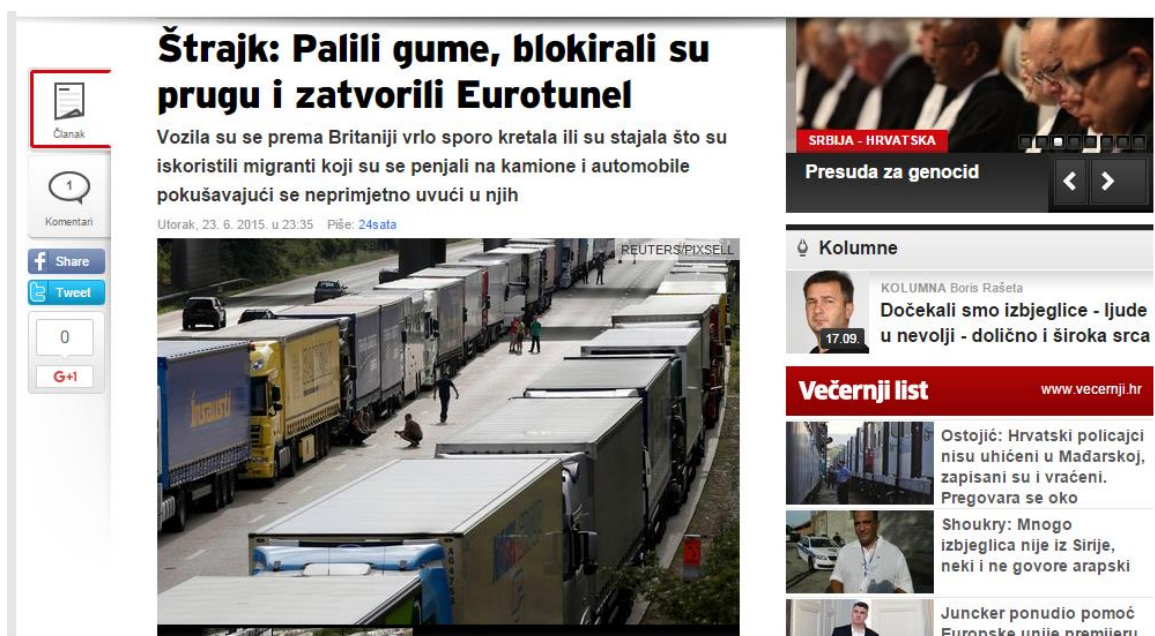 Štrajk: Palili gume, blokirali su
prugu i zatvorili Eurotunel
Vozila su se prema Britaniji vrlo sporo kretala ili su stajala što su
iskoristili migranti koji su se penjali na kamione i automobile
pokušavajući se neprimjetno uvući u njih
Utorak, 23. 6. 2015. u 23:35 Piše: 24sata
Članak
1
Komentari
Share
Tweet
0
G+1
REUTERS/PIXSELL
SRBIJA - HRVATSKA
Presuda za genocid
Kolumne
KOLUMNA Boris Rašeta
Dočekali smo izbjeglice - ljude
u nevolji - dolično i široka srca
17.09.
Večernji list
www.vecernji.hr
Ostojić: Hrvatski policajci
nisu uhićeni u Mađarskoj,
zapisani su i vraćeni.
Pregovara se oko
Shoukry: Mnogo
izbjeglica nije iz Sirije,
neki i ne govore arapski
Juncker ponudio pomoć
Europske unije premijeru